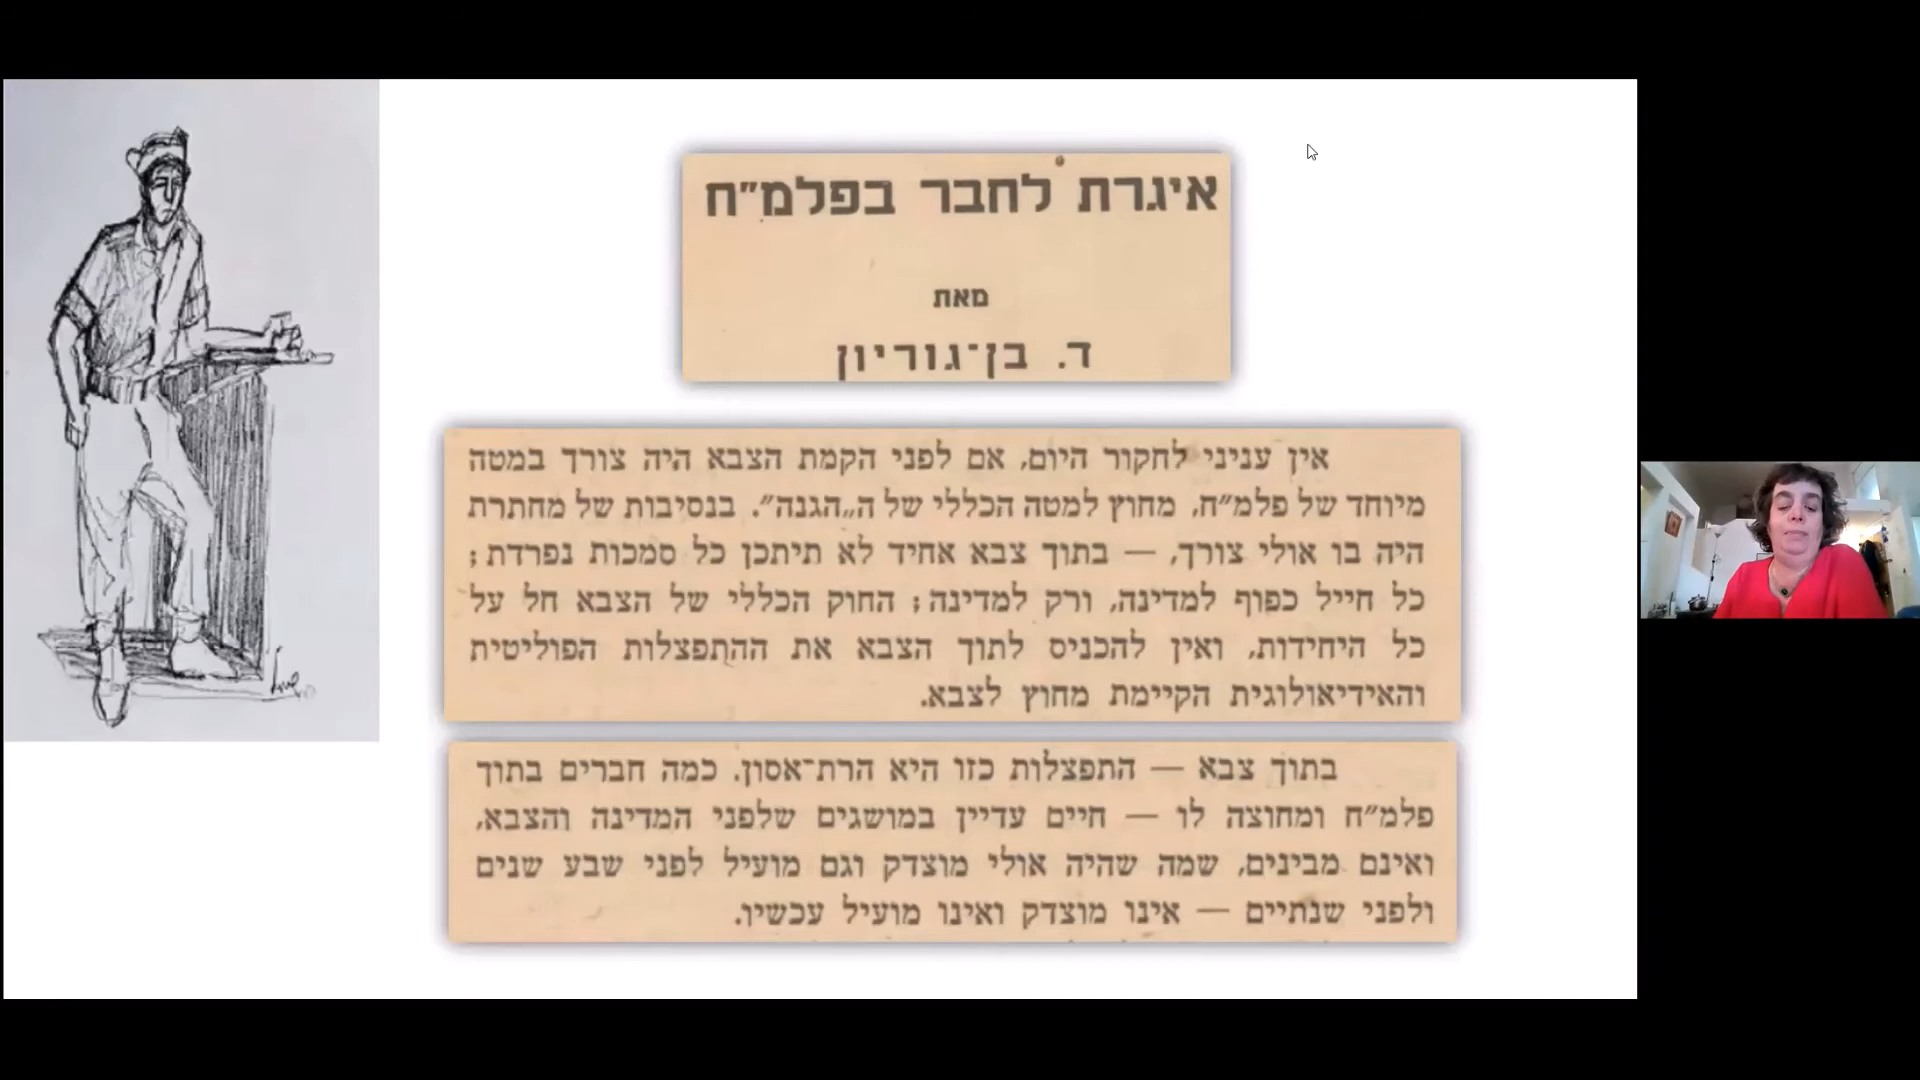 איגרת לחבר בפלמ"ח
מאת
ד. בן־גוריון
אין עניני לחקור היום, אם לפני הקמת הצבא היה צורך במטה
מיוחד של פלמ"ח, מחוץ למטה הכללי של ה„הגנה". בנסיבות של מחתרת
היה בו אולי צורך, — בתוך צבא אחיד לא תיתכן כל סמכות נפרדת;
כל חייל כפוף למדינה, ורק למדינה; החוק הכללי של הצבא חל על
כל היחידות, ואין להכניס לתוך הצבא את ההתפצלות הפוליטית
והאידיאולוגית הקיימת מחוץ לצבא.
בתוך צבא — התפצלות כזו היא הרת־אסון. כמה חברים בתוך
פלמ"ח ומחוצה לו — חיים עדיין במושגים שלפני המדינה והצבא,
ואינם מבינים, שמה שהיה אולי מוצדק וגם מועיל לפני שבע שנים
ולפני שנתיים — אינו מוצדק ואינו מועיל עכשיו.